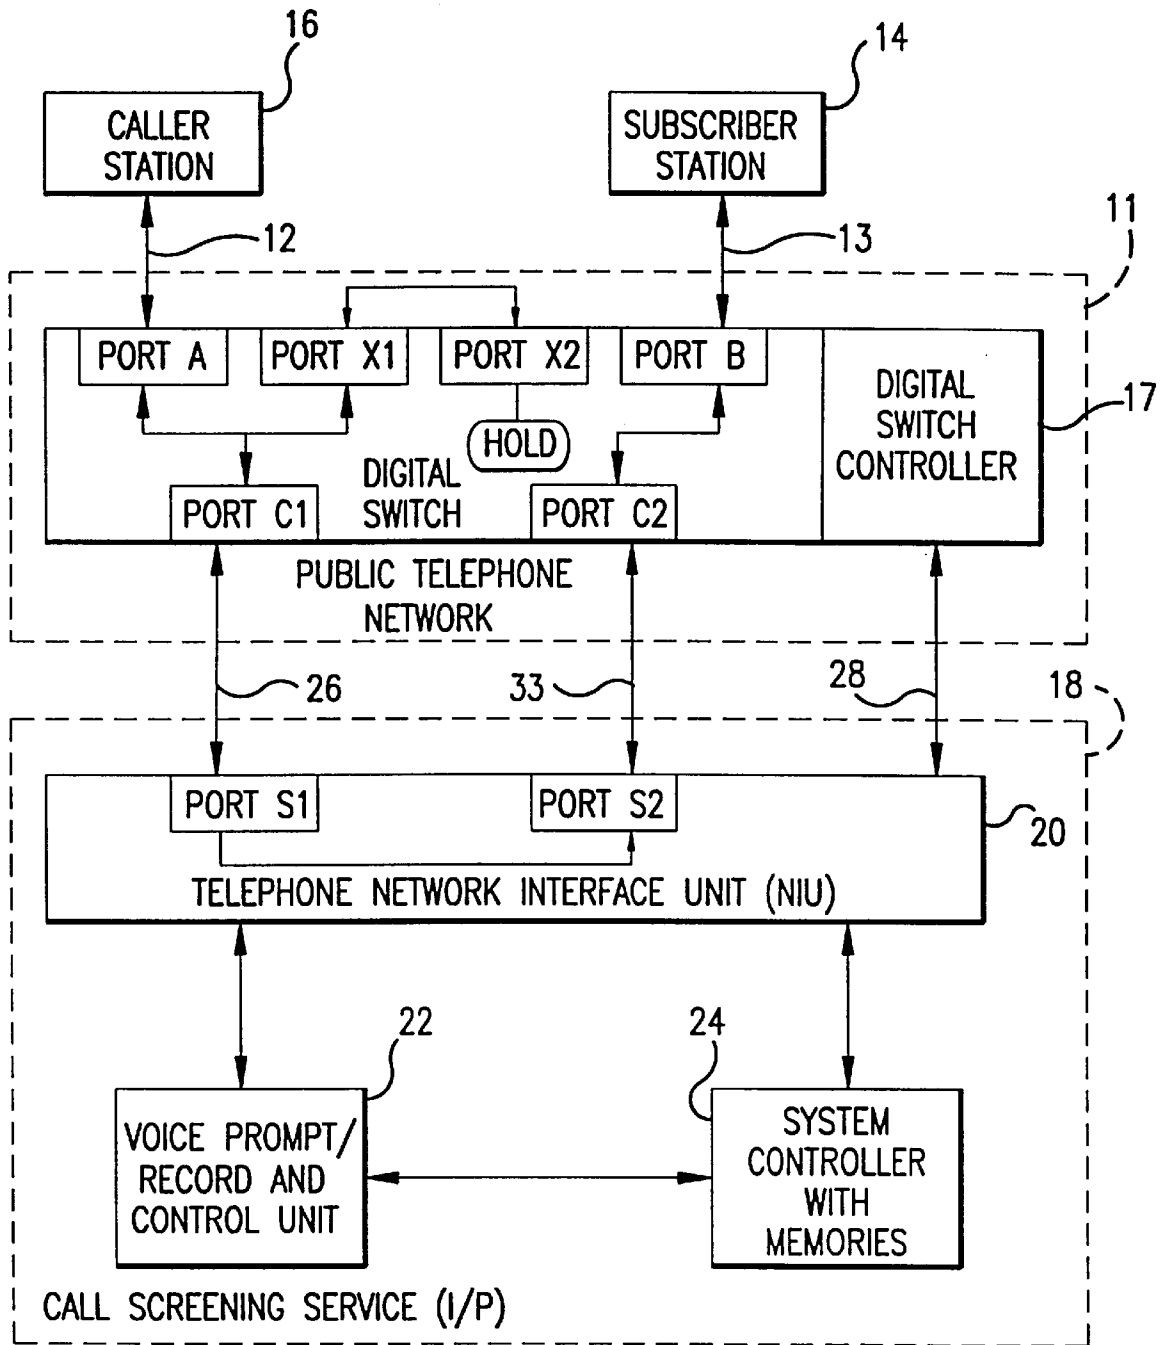 16
14
CALLER
STATION
SUBSCRIBER
STATION
11
12
13
PORT A
PORT X1
PORT X2
PORT B
DIGITAL
SWITCH
CONTROLLER
17
HOLD
DIGITAL
SWITCH
PORT C1
PORT C2
PUBLIC TELEPHONE
NETWORK
26
33
28
18
PORT S1
PORT S2
20
TELEPHONE NETWORK INTERFACE UNIT (NIU)
22
24
VOICE PROMPT/
RECORD AND
CONTROL UNIT
SYSTEM
CONTROLLER
WITH
MEMORIES
CALL SCREENING SERVICE (I/P)